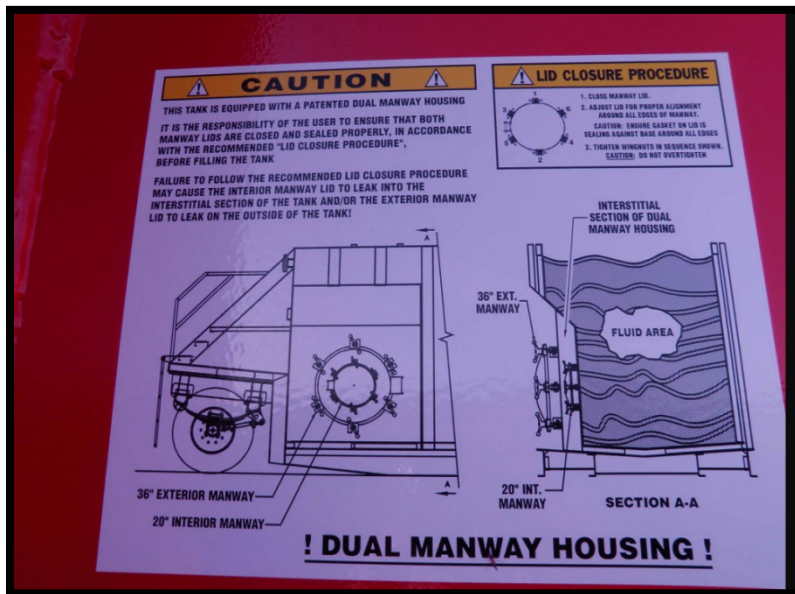 CAUTION
THIS TANK IS EQUIPPED WITH A PATENTED DUAL MANWAY HOUSING
IT IS THE RESPONSIBILITY OF THE USER TO ENSURE THAT BOTH
MANWAY LIDS ARE CLOSED AND SEALED PROPERLY, IN ACCORDANCE
WITH THE RECOMMENDED "LID CLOSURE PROCEDURE",
BEFORE FILLING THE TANK
FAILURE TO FOLLOW THE RECOMMENDED LID CLOSURE PROCEDURE
MAY CAUSE THE INTERIOR MANWAY LID TO LEAK INTO THE
INTERSTITIAL SECTION OF THE TANK AND/OR THE EXTERIOR MANWAY
LID TO LEAK ON THE OUTSIDE OF THE TANK!
LID CLOSURE PROCEDURE
1
3
6
5
4
2
1. CLOSE MANWAY LID.
2. ADJUST LID FOR PROPER ALIGNMENT
AROUND ALL EDGES OF MANWAY.
CAUTION: ENSURE GASKET ON LID IS
SEALING AGAINST BASE AROUND ALL EDGES
3. TIGHTEN WINGNUTS IN SEQUENCE SHOWN.
CAUTION: DO NOT OVERTIGHTEN
A
A
36" EXTERIOR MANWAY
20" INTERIOR MANWAY
INTERSTITIAL
SECTION OF DUAL
MANWAY HOUSING
36" EXT.
MANWAY
FLUID AREA
20" INT.
MANWAY
SECTION A-A
! DUAL MANWAY HOUSING !